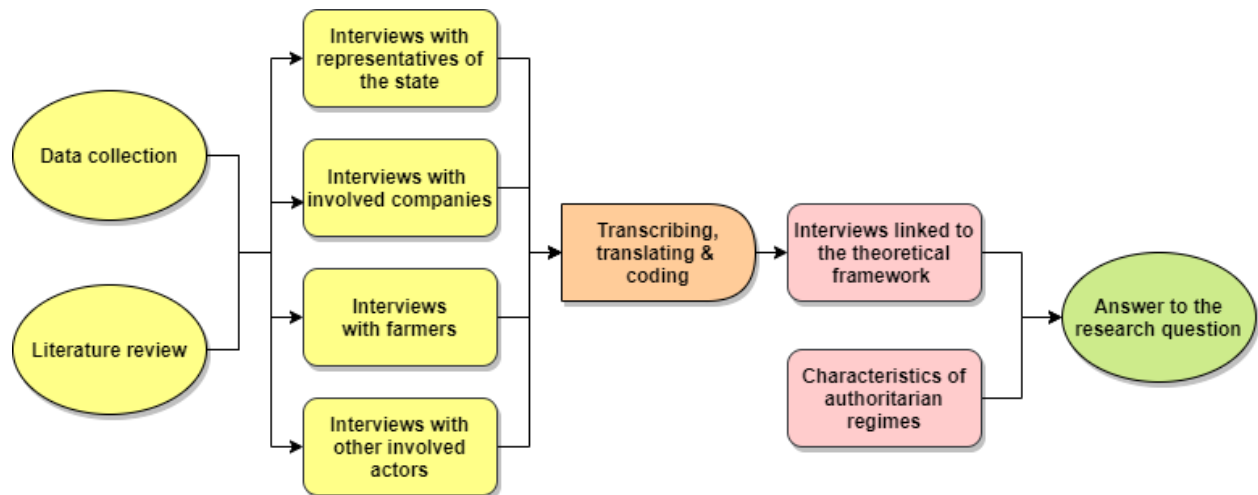 Data collection
Literature review
Interviews with
representatives of
the state
Interviews with
involved companies
Interviews
with farmers
Interviews with
other involved
actors
Transcribing,
translating &
coding
Interviews linked to
the theoretical
framework
Characteristics of
authoritarian
regimes
Answer to the
research question